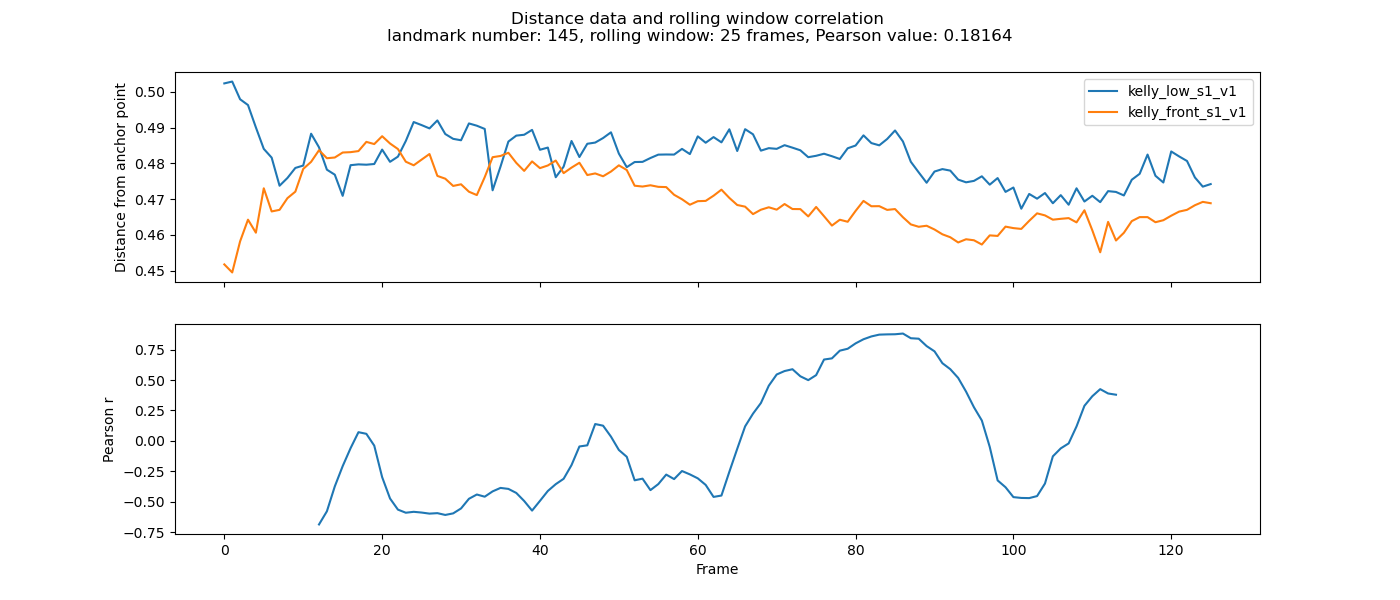 Distance data and rolling window correlation
landmark number: 145, rolling window: 25 frames, Pearson value: 0.18164
Distance from anchor point
0.50
0.49
0.48
0.47
0.46
0.45
kelly_low_s1_v1
kelly_front_s1_v1
Pearson r
0.75
0.50
0.25
0.00
−0.25
−0.50
−0.75
0 20 40 60 80 100 120
Frame